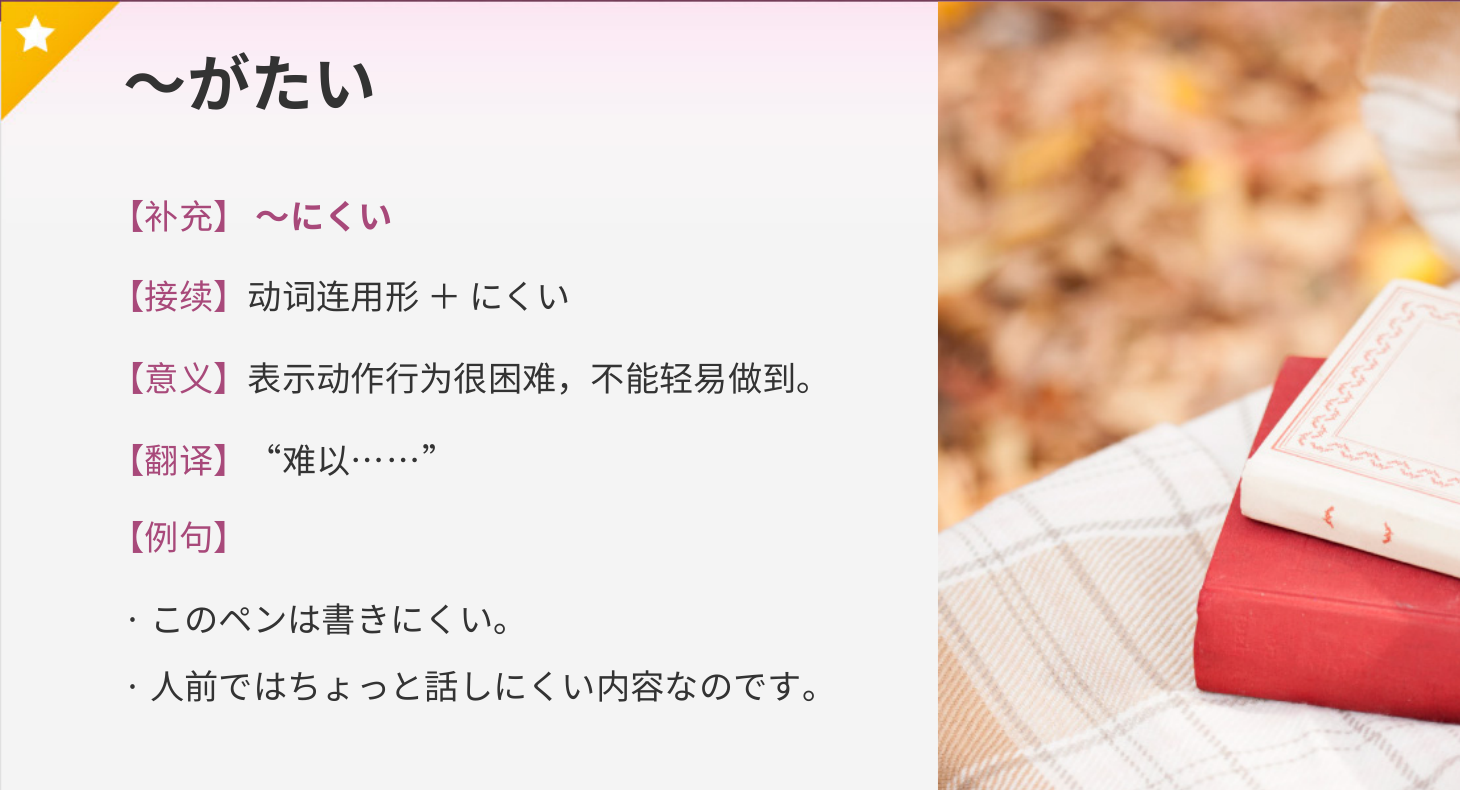 ～がたい
【补充】 ～にくい
【接续】动词连用形 ＋ にくい
【意义】表示动作行为很困难，不能轻易做到。
【翻译】 “难以……”
【例句】
· このペンは書きにくい。
· 人前ではちょっと話しにくい内容なのです。